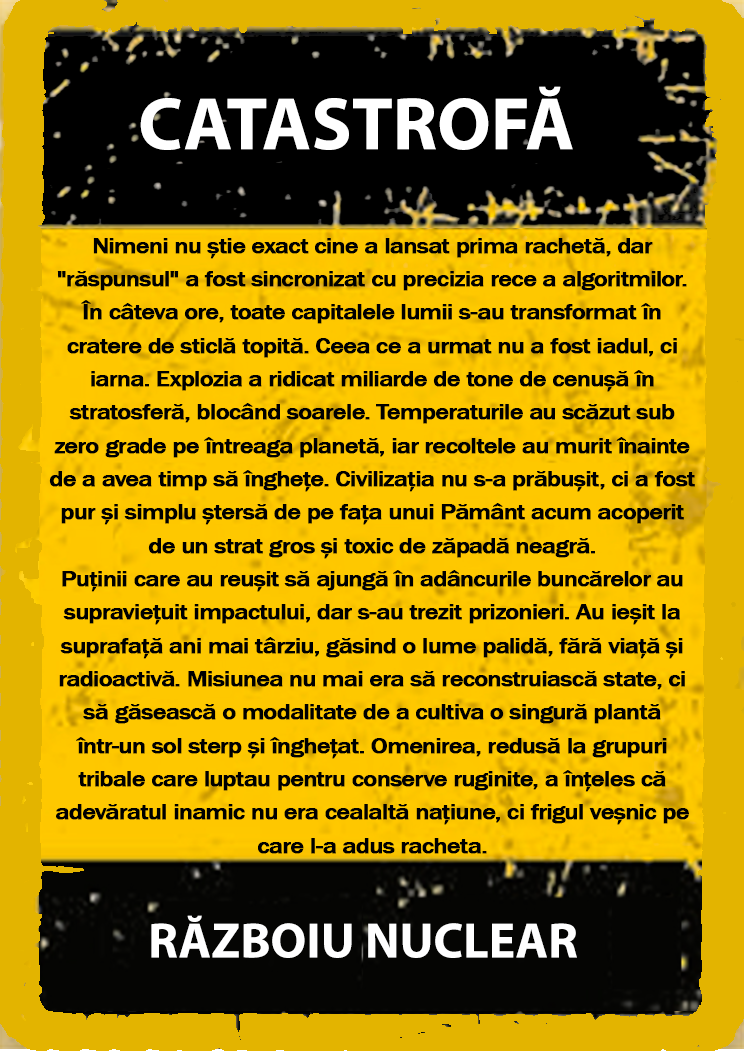 CATASTROFĂ
Nimeni nu știe exact cine a lansat prima rachetă, dar
"răspunsul" a fost sincronizat cu precizia rece a algoritmilor.
În câteva ore, toate capitalele lumii s-au transformat în
cratere de sticlă topită. Ceea ce a urmat nu a fost iadul, ci
iarna. Explozia a ridicat miliarde de tone de cenușă în
stratosferă, blocând soarele. Temperaturile au scăzut sub
zero grade pe întreaga planetă, iar recoltele au murit înainte
de a avea timp să înghețe. Civilizația nu s-a prăbușit, ci a fost
pur și simplu ștersă de pe fața unui Pământ acum acoperit
de un strat gros și toxic de zăpadă neagră.
Puținii care au reușit să ajungă în adâncurile buncărelor au
supraviețuit impactului, dar s-au trezit prizonieri. Au ieșit la
suprafață ani mai târziu, găsind o lume palidă, fără viață și
radioactivă. Misiunea nu mai era să reconstruiască state, ci
să găsească o modalitate de a cultiva o singură plantă
într-un sol sterp și înghețat. Omenirea, redusă la grupuri
tribale care luptau pentru conserve ruginite, a înțeles că
adevăratul inamic nu era cealaltă națiune, ci frigul veșnic pe
care l-a adus racheta.
RĂZBOIU NUCLEAR